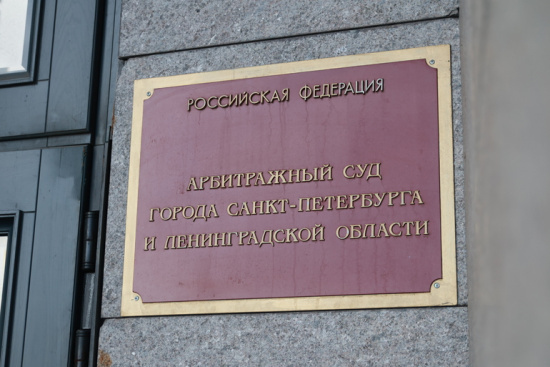 РОССИЙСКАЯ ФЕДЕРАЦИЯ
АРБИТРАЖНЫЙ СУД
ГОРОДА САНКТ-ПЕТЕРБУРГА
И ЛЕНИНГРАДСКОЙ ОБЛАСТИ